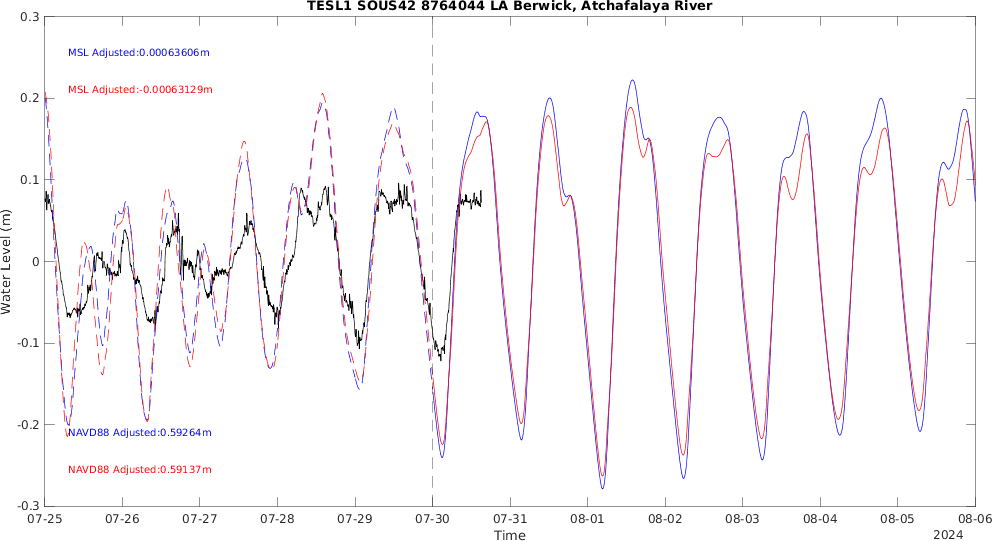 TESL1 SOUS42 8764044 LA Berwick, Atchafalaya River
0.3
MSL Adjusted:0.00063606m
MSL Adjusted:-0.00063129m
0.2
0.1
0
Water Level (m)
-0.1
-0.2
NAVD88 Adjusted:0.59264m
NAVD88 Adjusted:0.59137m
-0.3
07-25 07-26 07-27 07-28 07-29 07-30 07-31 08-01 08-02 08-03 08-04 08-05 08-06
Time
2024